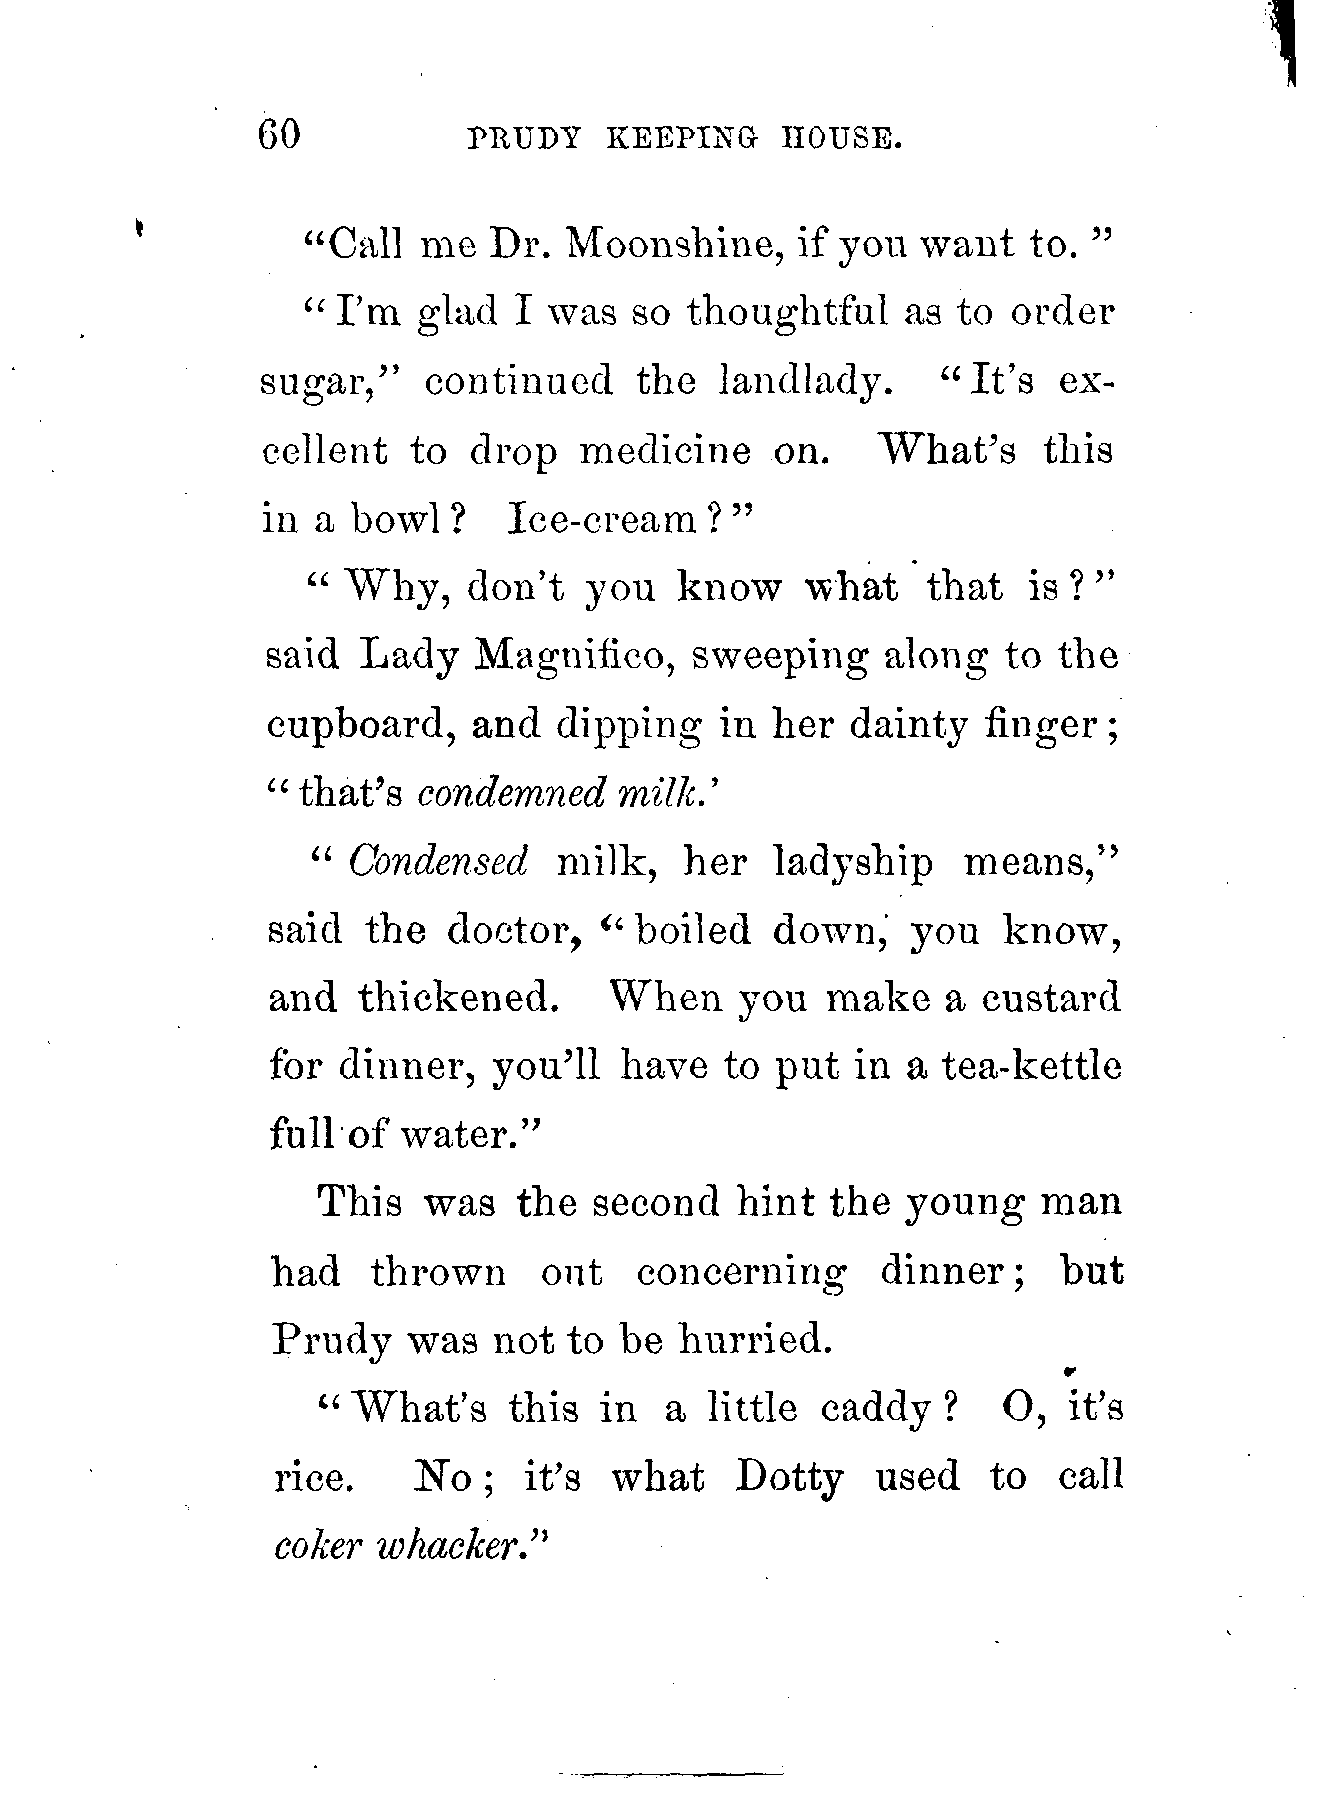 60 PRUDY KEEPING HOUSE.
"Call me Dr. Moonshine, if you want to."
"I'm glad I was so thoughtful as to order
sugar," continued the landlady. "It's ex-
cellent to drop medicine on. What's this
in a bowl? Ice-cream?"
"Why, don't you know what that is?"
said Lady Magnifico, sweeping along to the
cupboard, and dipping in her dainty finger;
"that's condemned milk.'
"Condensed milk, her ladyship means,"
said the doctor, "boiled down, you know,
and thickened. When you make a custard
for dinner, you'll have to put in a tea-kettle
full of water."
This was the second hint the young man
had thrown out concerning dinner; but
Prudy was not to be hurried.
"What's this in a little caddy? O, it's
rice. No; it's what Dotty used to call
coker whacker."